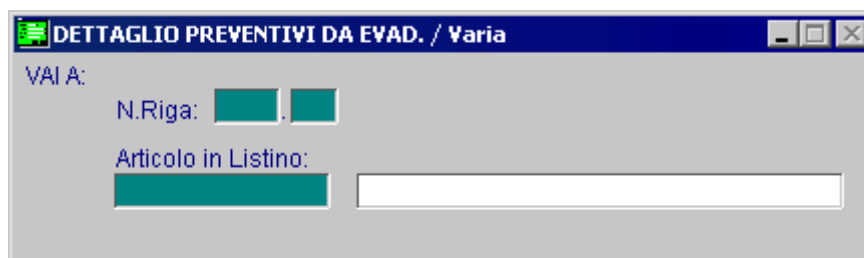 DETTAGLIO PREVENTIVI DA EVAD. / Varia
VAI A:
N.Riga: .
Articolo in Listino: